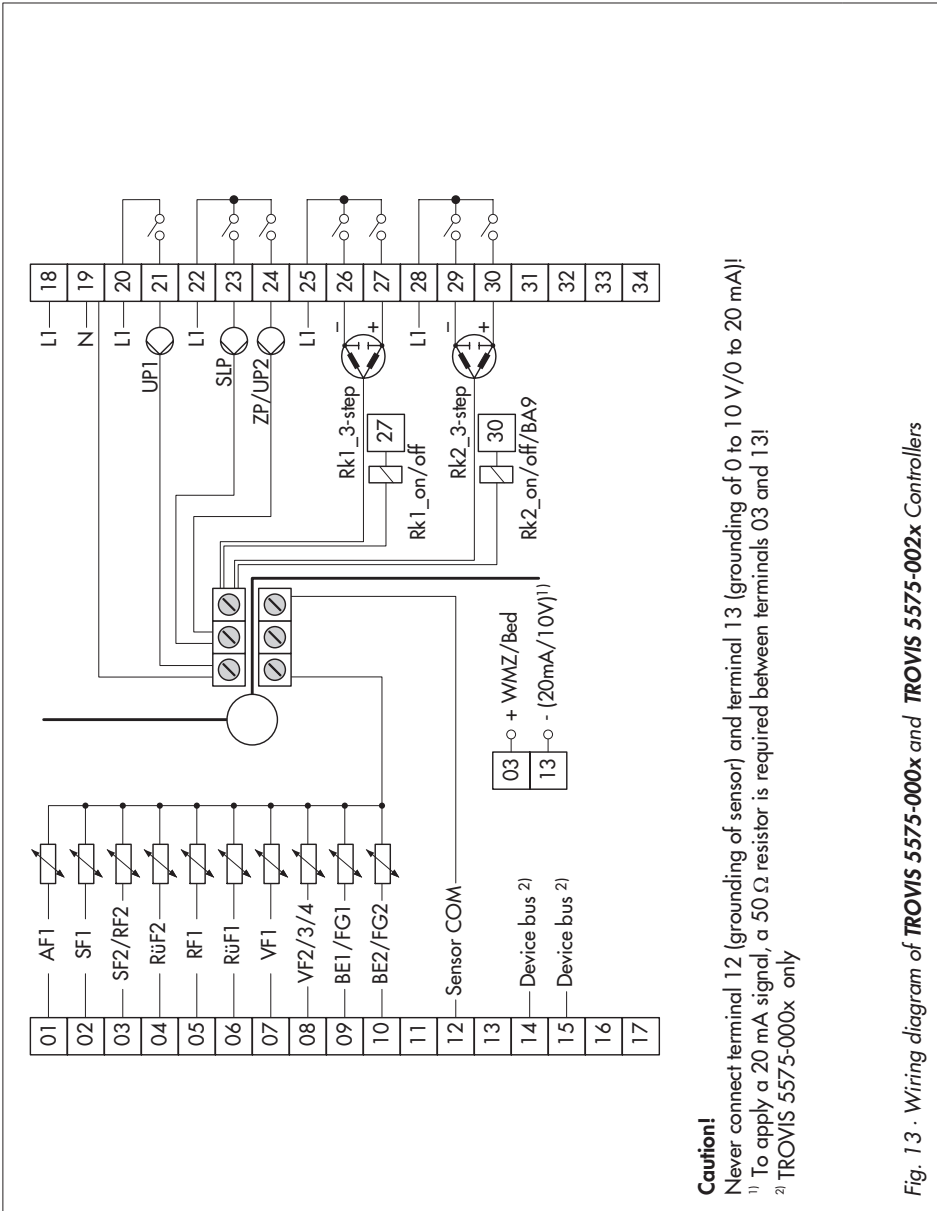 18
19
20
21
22
23
24
25
26
27
28
29
30
31
32
33
34
L1
N
L1
UP1
L1
SLP
ZP/UP2
L1
–
+
L1
–
+
Rk1_3-step
27
Rk1_on/off
Rk2_3-step
30
Rk2_on/off/BA9
03
+ WMZ/Bed
13
- (20mA/10V)1)
AF1
SF1
SF2/RF2
RüF2
RF1
RüF1
VF1
VF2/3/4
BE1/FG1
BE2/FG2
Sensor COM
Device bus 2)
Device bus 2)
01
02
03
04
05
06
07
08
09
10
11
12
13
14
15
16
17
Caution!
Never connect terminal 12 (grounding of sensor) and terminal 13 (grounding of 0 to 10 V/0 to 20 mA)!
1) To apply a 20 mA signal, a 50 Ω resistor is required between terminals 03 and 13!
2) TROVIS 5575-000x only
Fig. 13 · Wiring diagram of TROVIS 5575-000x and TROVIS 5575-002x Controllers